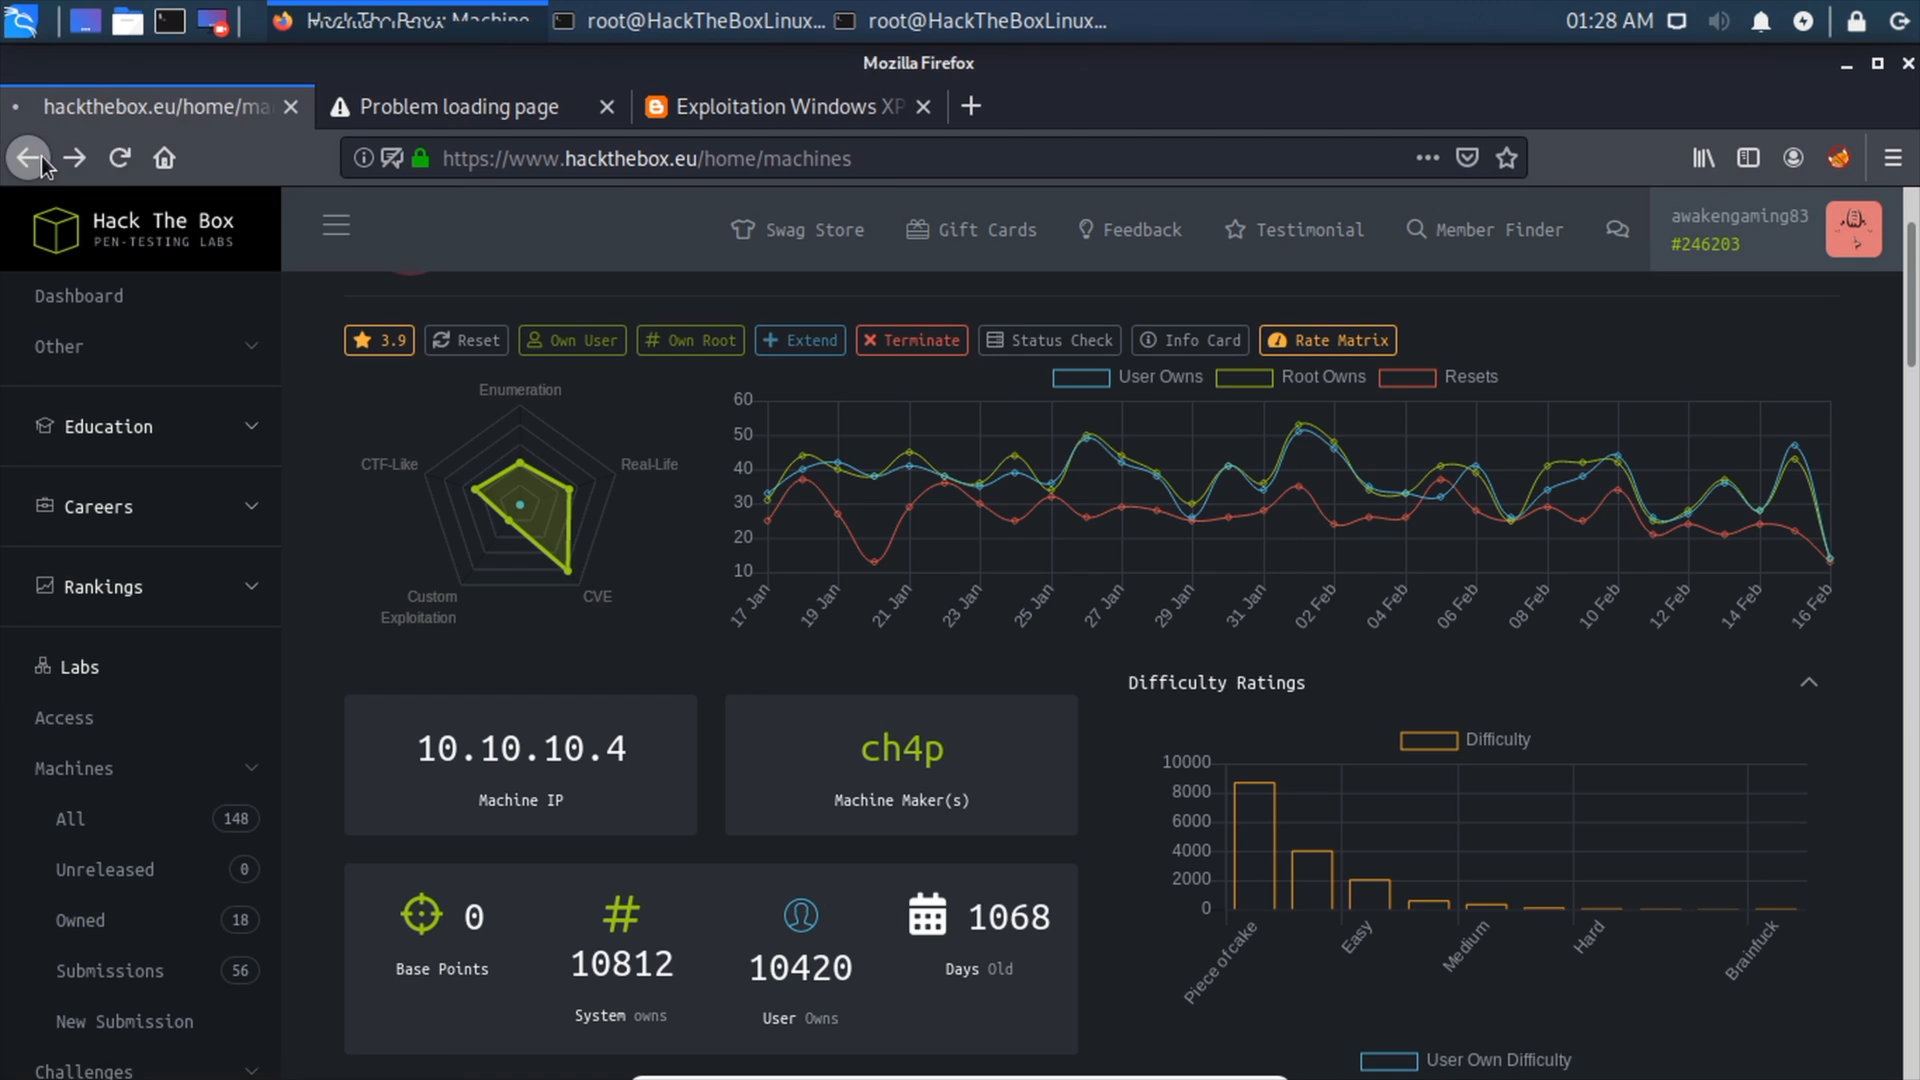 Hack The Box :: Machine
Mozilla Firefox
root@HackTheBoxLinux...
root@HackTheBoxLinux...
01:28 AM
Mozilla Firefox
hackthebox.eu/home/ma
Problem loading page
Exploitation Windows XP
https://www.hackthebox.eu/home/machines
Hack The Box
PEN-TESTING LABS
Swag Store
Gift Cards
Feedback
Testimonial
Member Finder
awakengaming83
#246203
Dashboard
Other
Education
Careers
Rankings
Labs
Access
Machines
All 148
Unreleased 0
Owned 18
Submissions 56
New Submission
Challenges
3.9
Reset
Own User
Own Root
Extend
Terminate
Status Check
Info Card
Rate Matrix
Enumeration
CTF-Like
Real-Life
Custom
Exploitation
CVE
User Owns
Root Owns
Resets
60
50
40
30
20
10
17 Jan
19 Jan
21 Jan
23 Jan
25 Jan
27 Jan
29 Jan
31 Jan
02 Feb
04 Feb
06 Feb
08 Feb
10 Feb
12 Feb
14 Feb
16 Feb
10.10.10.4
Machine IP
ch4p
Machine Maker(s)
0
Base Points
10812
System owns
10420
User Owns
1068
Days Old
Difficulty Ratings
Difficulty
10000
8000
6000
4000
2000
0
Piece of cake
Easy
Medium
Hard
Brainfuck
User Own Difficulty